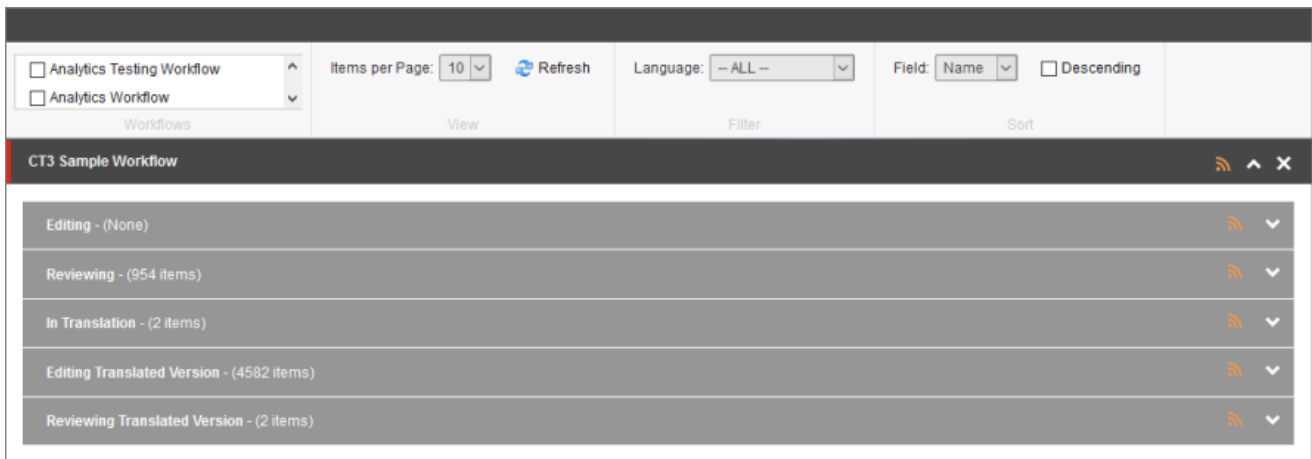 Analytics Testing Workflow
Analytics Workflow
Workflows
Items per Page: 10
Refresh
View
Language: -- ALL --
Filter
Field: Name
Descending
Sort
CT3 Sample Workflow
Editing - (None)
Reviewing - (954 items)
In Translation - (2 items)
Editing Translated Version - (4582 items)
Reviewing Translated Version - (2 items)